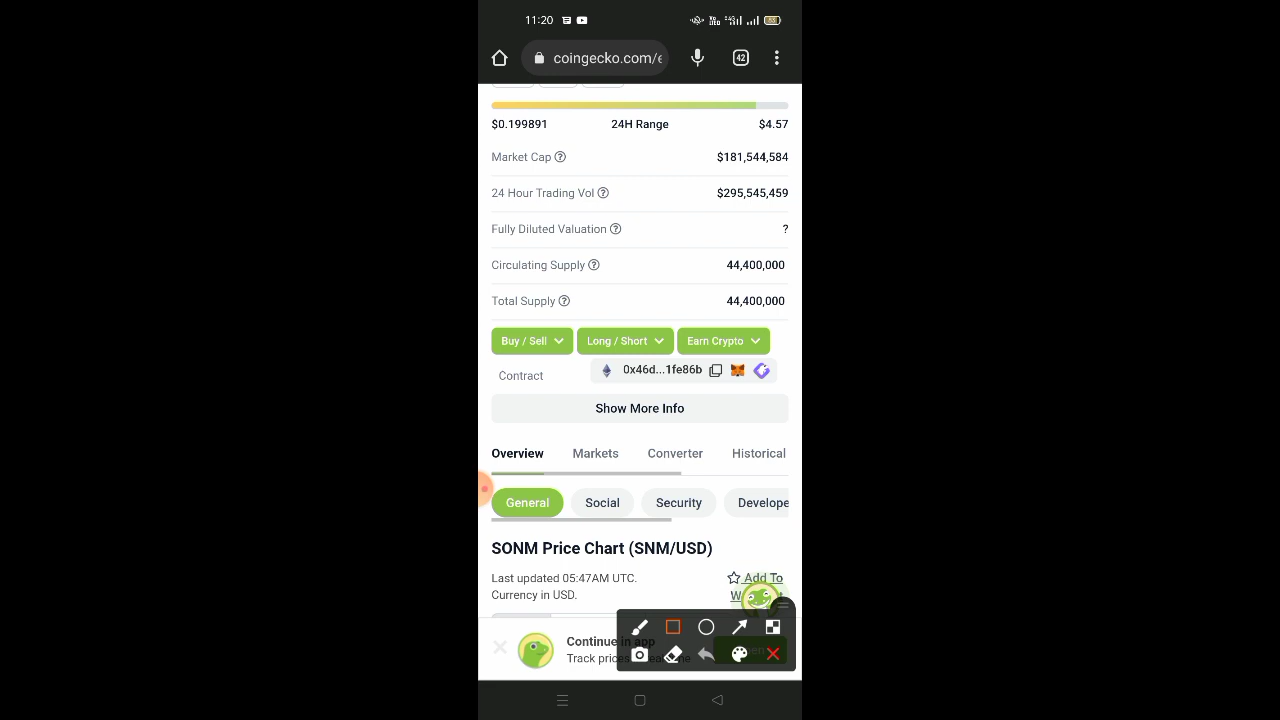 11:20
coingecko.com/e
42
$0.199891 24H Range $4.57
Market Cap $181,544,584
24 Hour Trading Vol $295,545,459
Fully Diluted Valuation ?
Circulating Supply 44,400,000
Total Supply 44,400,000
Buy / Sell Long / Short Earn Crypto
Contract 0x46d...1fe86b
Show More Info
Overview Markets Converter Historical
General Social Security Develope
SONM Price Chart (SNM/USD)
Last updated 05:47AM UTC. Add To
Currency in USD.
Continue in app
Track prices